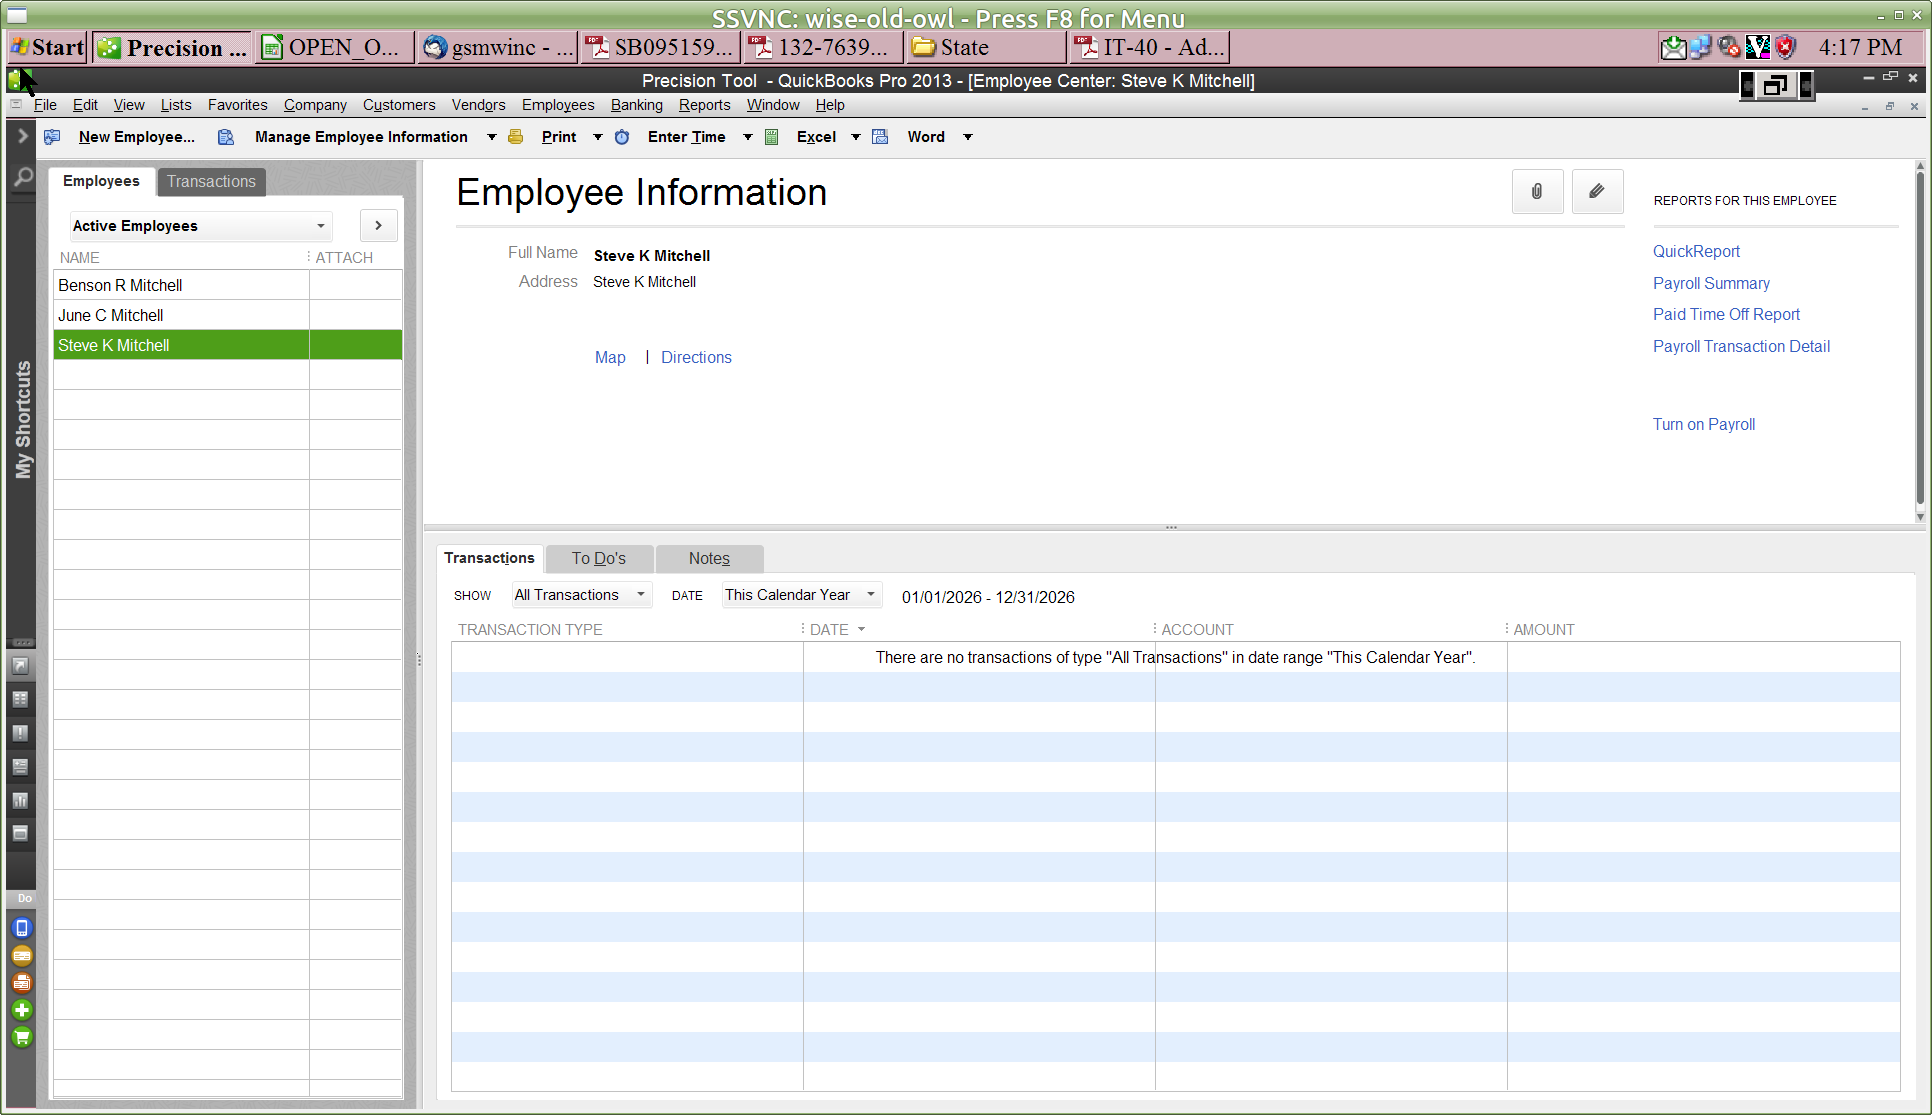 SSVNC: wise-old-owl - Press F8 for Menu
Start
Precision ...
OPEN_O...
gsmwinc - ...
SB095159...
132-7639...
State
IT-40 - Ad...
4:17 PM
Precision Tool - QuickBooks Pro 2013 - [Employee Center: Steve K Mitchell]
File Edit View Lists Favorites Company Customers Vendors Employees Banking Reports Window Help
New Employee... Manage Employee Information Print Enter Time Excel Word
My Shortcuts
Do
Employees Transactions
Active Employees
NAME ATTACH
Benson R Mitchell
June C Mitchell
Steve K Mitchell
Employee Information
Full Name Steve K Mitchell
Address Steve K Mitchell
Map | Directions
REPORTS FOR THIS EMPLOYEE
QuickReport
Payroll Summary
Paid Time Off Report
Payroll Transaction Detail
Turn on Payroll
Transactions To Do's Notes
SHOW All Transactions DATE This Calendar Year 01/01/2026 - 12/31/2026
TRANSACTION TYPE DATE ACCOUNT AMOUNT
There are no transactions of type "All Transactions" in date range "This Calendar Year".